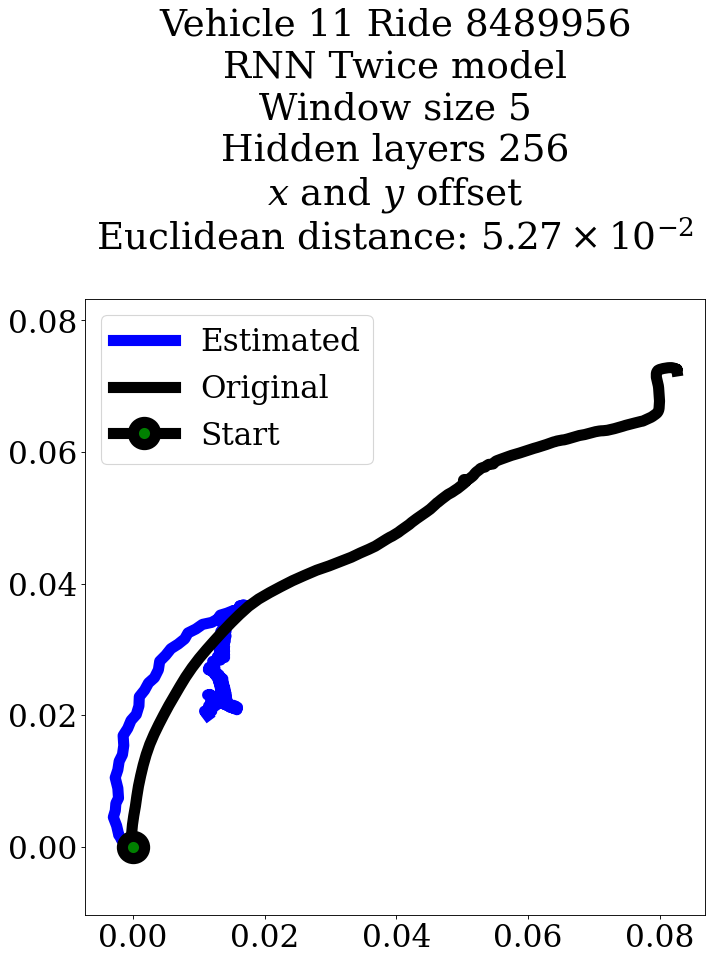 Vehicle 11 Ride 8489956
RNN Twice model
Window size 5
Hidden layers 256
x and y offset
Euclidean distance: 5.27 × 10⁻²
0.08
0.06
0.04
0.02
0.00
Estimated
Original
Start
0.00 0.02 0.04 0.06 0.08